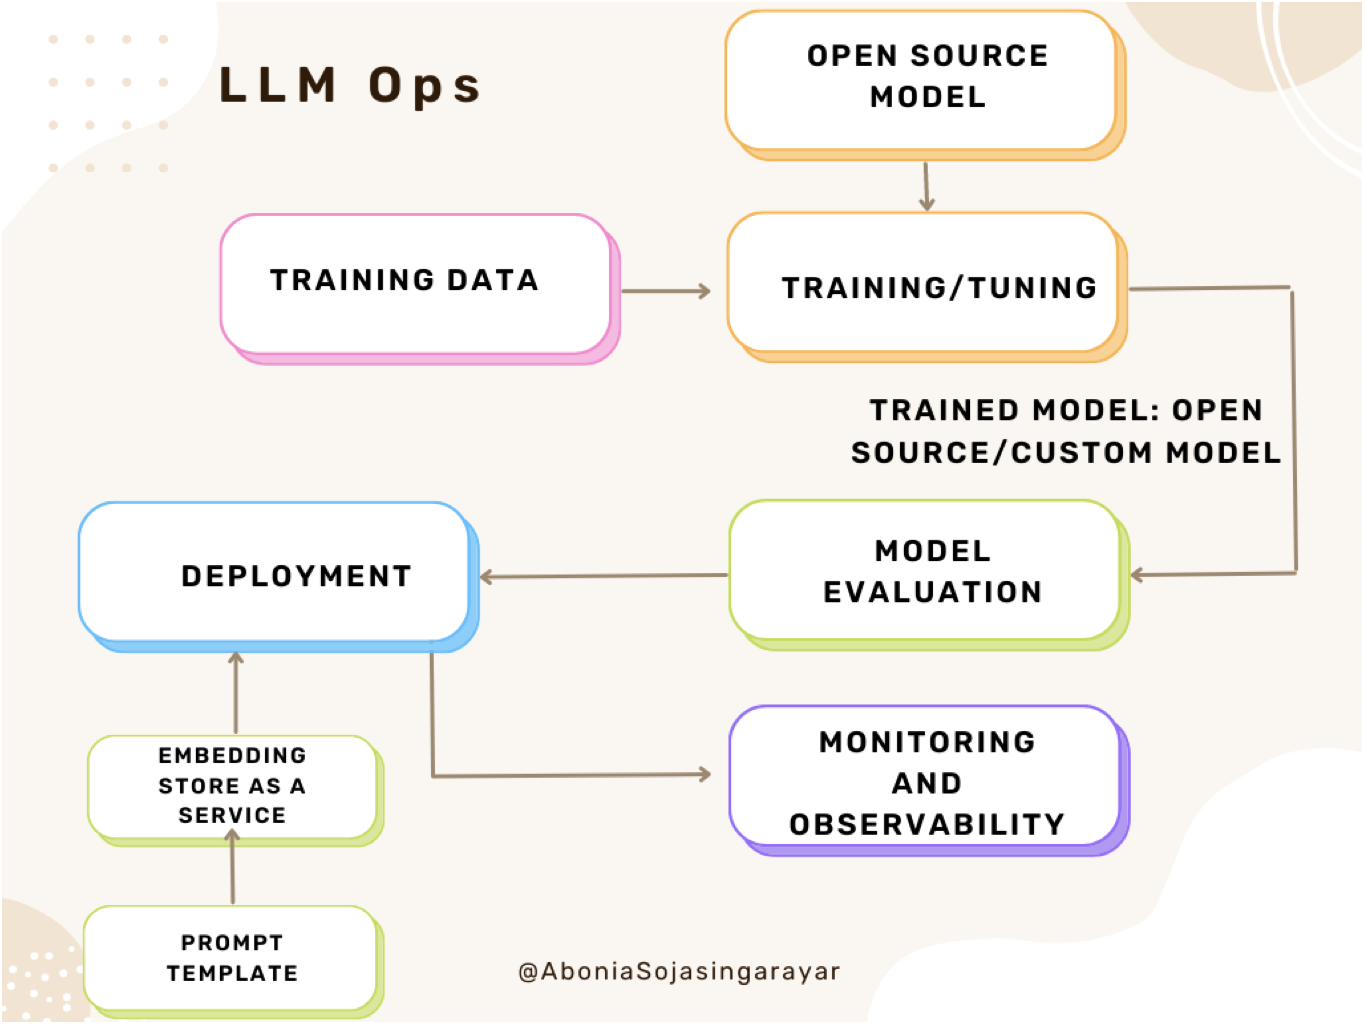 LLM Ops
OPEN SOURCE
MODEL
TRAINING DATA
TRAINING/TUNING
TRAINED MODEL: OPEN
SOURCE/CUSTOM MODEL
DEPLOYMENT
MODEL
EVALUATION
EMBEDDING
STORE AS A
SERVICE
MONITORING
AND
OBSERVABILITY
PROMPT
TEMPLATE
@AboniaSojasingarayar